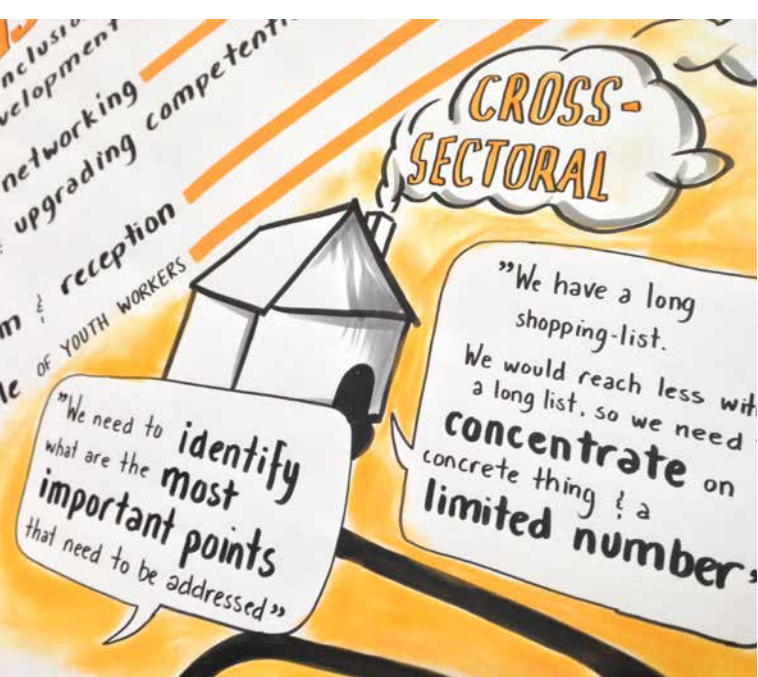 nclusio
velopment
networking
& upgrading competenti
m & reception
le OF YOUTH WORKERS
CROSS-
SECTORAL
"We need to identify
what are the most
important points
that need to be addressed"
"We have a long
shopping-list.
We would reach less wit
a long list, so we need
concentrate on
concrete thing & a
limited number"